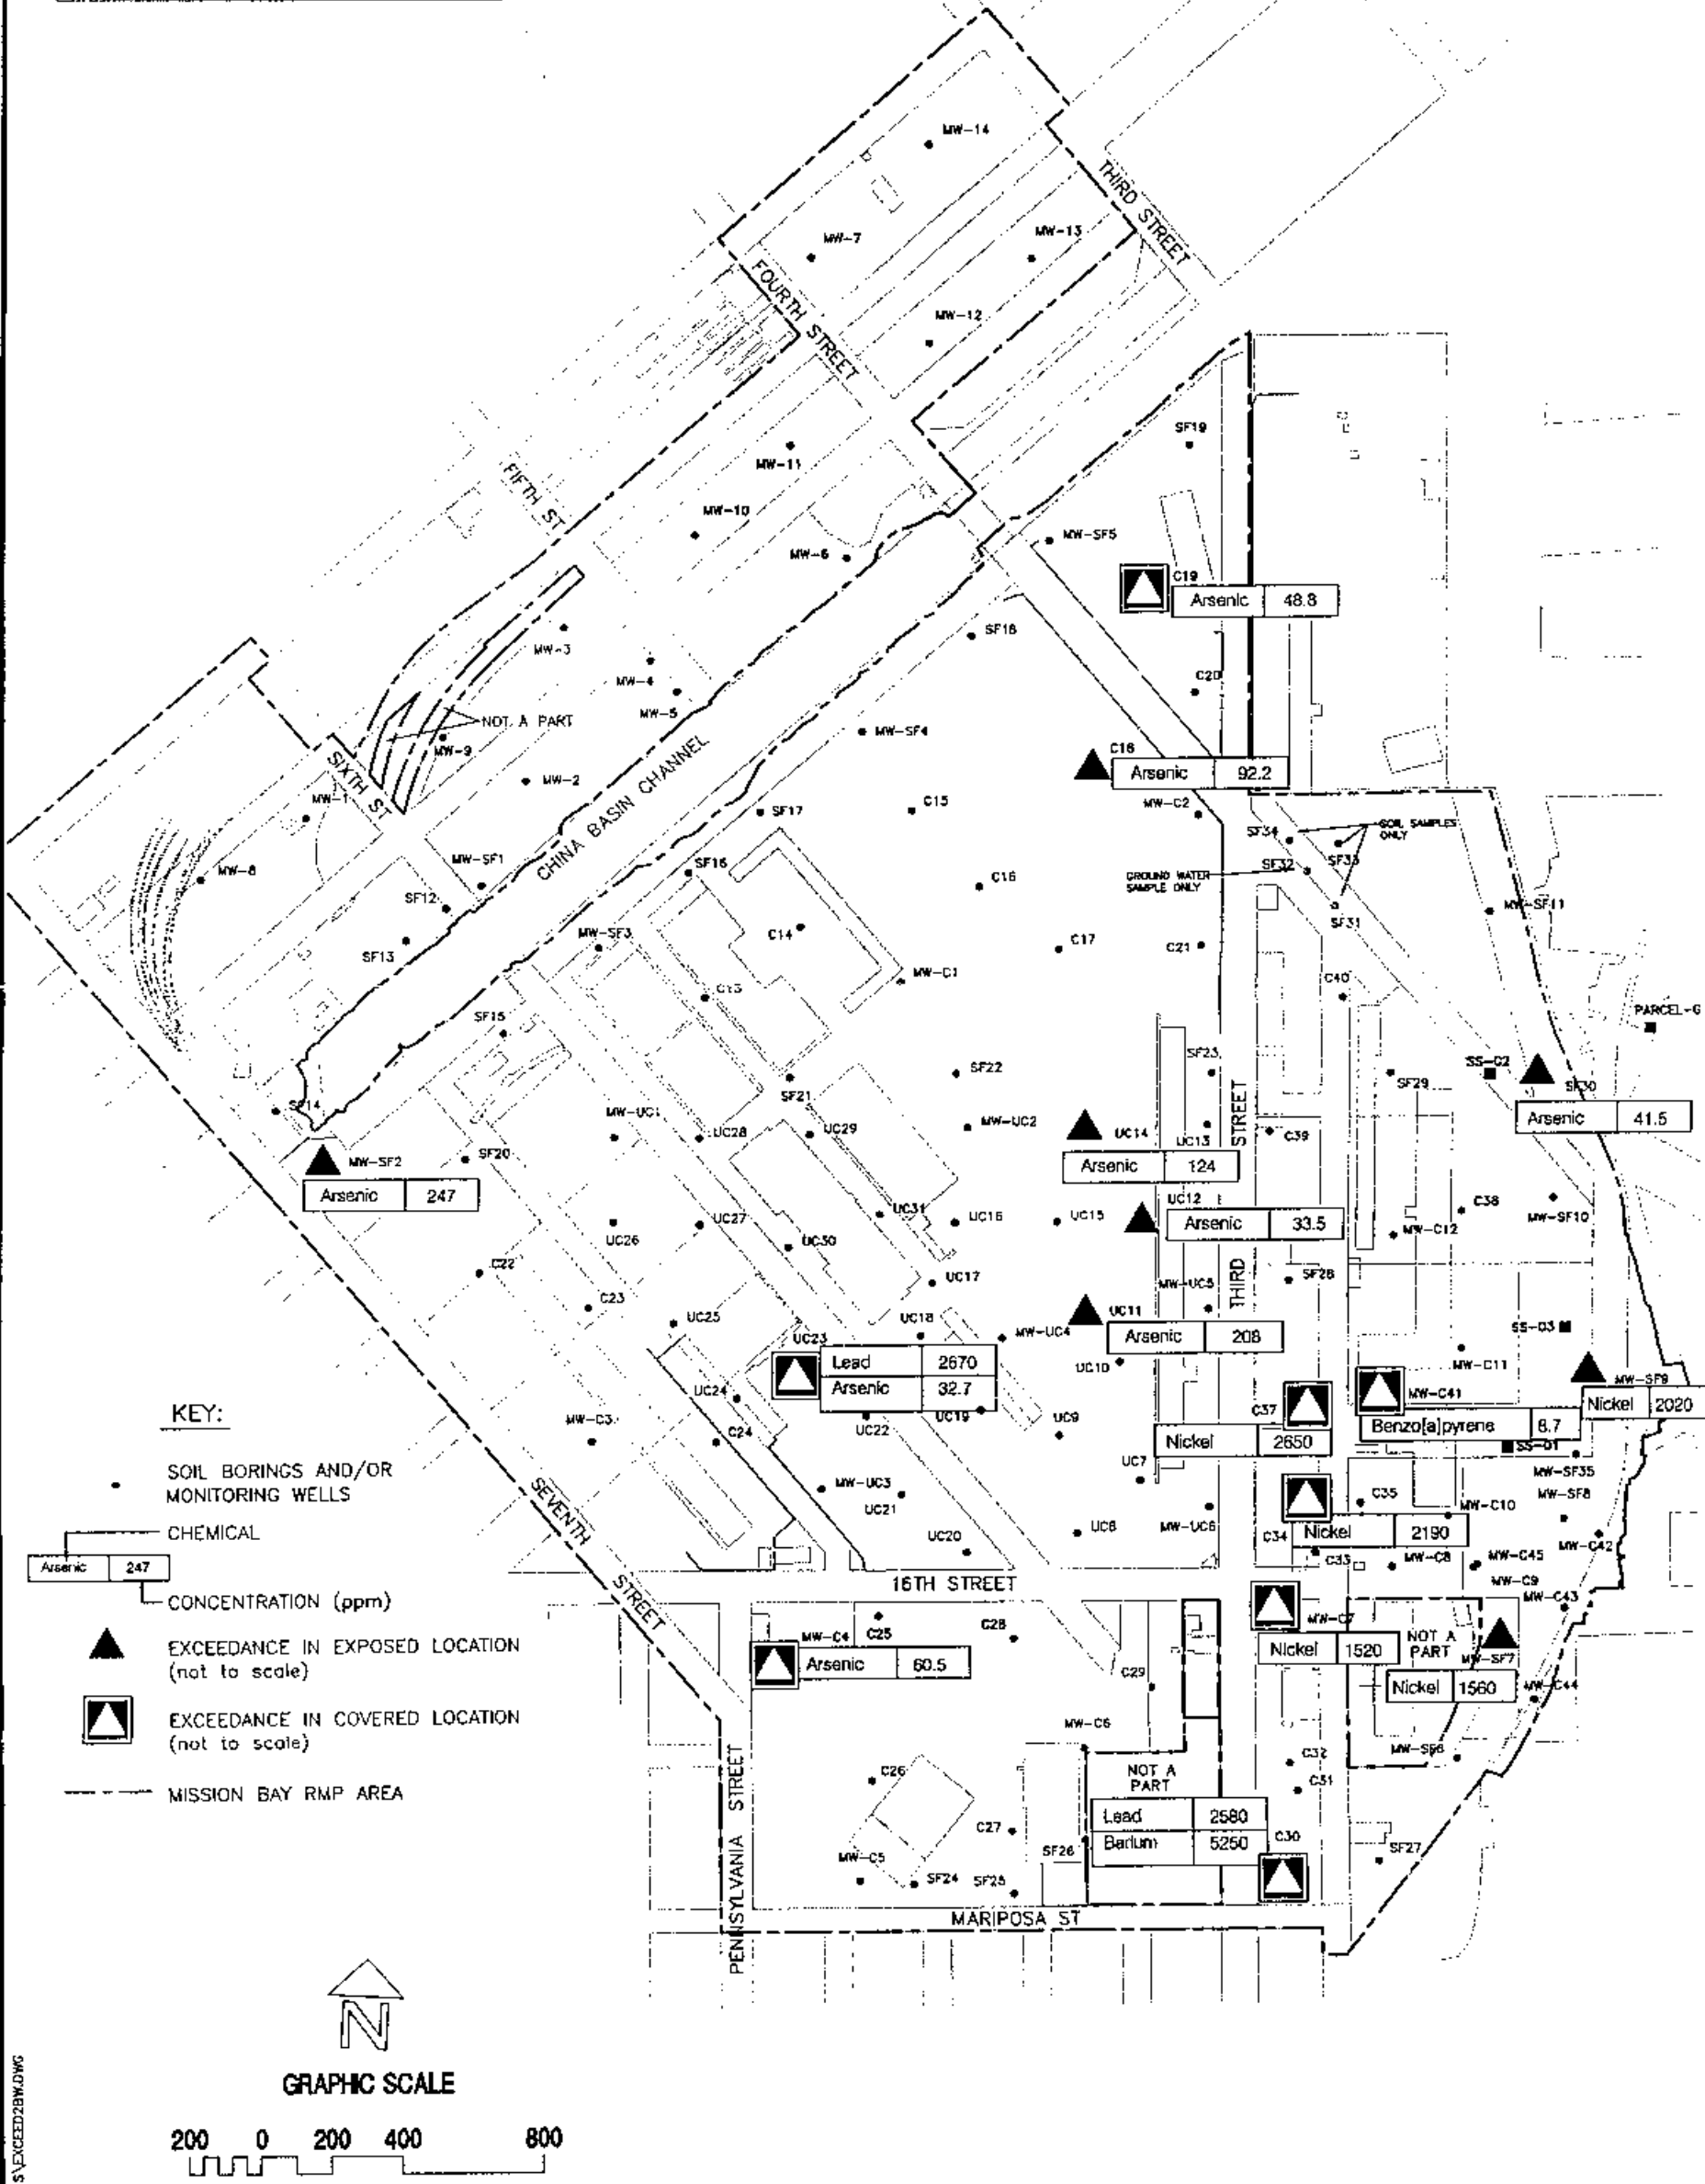 MW-14
THIRD STREET
MW-7
MW-13
FOURTH STREET
MW-12
SF19
MW-11
FIFTH ST
MW-10
MW-6
MW-SF5
C19
Arsenic 48.8
MW-3
SF18
MW-4
C20
MW-5
NOT A PART
MW-9
MW-SF4
SIXTH ST
CHINA BASIN CHANNEL
MW-2
C18
Arsenic 92.2
MW-1
MW-C2
C15
SF17
SF34
SOIL SAMPLES
ONLY
SF33
MW-8
MW-SF1
SF16
SF32
GROUND WATER
SAMPLE ONLY
C16
SF12
SF31
MW-SF11
MW-SF3
C14
C17
C21
SF13
MW-C1
C13
C40
PARCEL-G
SF15
SF23
SF22
SS-C2
SF29
SF30
Arsenic 41.5
SF14
MW-UC1
SF21
UC28
UC29
MW-UC2
UC14
UC13
Arsenic 124
THIRD STREET
C39
MW-SF2
Arsenic 247
SF20
UC12
Arsenic 33.5
C38
MW-SF10
MW-C12
UC31
UC16
UC15
UC27
UC26
UC30
C22
UC17
MW-UC5
SF28
C23
UC25
UC11
Arsenic 208
UC18
MW-UC4
UC23
Lead 2670
Arsenic 32.7
UC10
SS-03
MW-C11
MW-SF9
Nickel 2020
UC24
MW-C41
Benzo[a]pyrene 8.7
C37
Nickel 2650
UC19
UC22
UC9
MW-C3
C24
SS-01
MW-SF35
KEY:
SOIL BORINGS AND/OR
MONITORING WELLS
CHEMICAL
Arsenic 247
CONCENTRATION (ppm)
EXCEEDANCE IN EXPOSED LOCATION
(not to scale)
EXCEEDANCE IN COVERED LOCATION
(not to scale)
MISSION BAY RMP AREA
SEVENTH STREET
MW-UC3
UC21
UC7
UC20
UC8
MW-UC6
C35
MW-C10
MW-SF8
C34
Nickel 2190
C33
MW-C8
MW-C45
MW-C9
MW-C42
MW-C43
16TH STREET
MW-C4
C25
Arsenic 60.5
C28
C29
MW-C7
Nickel 1520
NOT A
PART
MW-SF7
Nickel 1560
MW-C44
MW-C6
C32
MW-SF6
C31
NOT A
PART
PENNSYLVANIA STREET
C26
C27
Lead 2580
Barium 5250
C30
SF26
SF27
MW-C5
SF24
SF25
MARIPOSA ST
N
GRAPHIC SCALE
200 0 200 400 800
S\EXCEED2BW.DWG